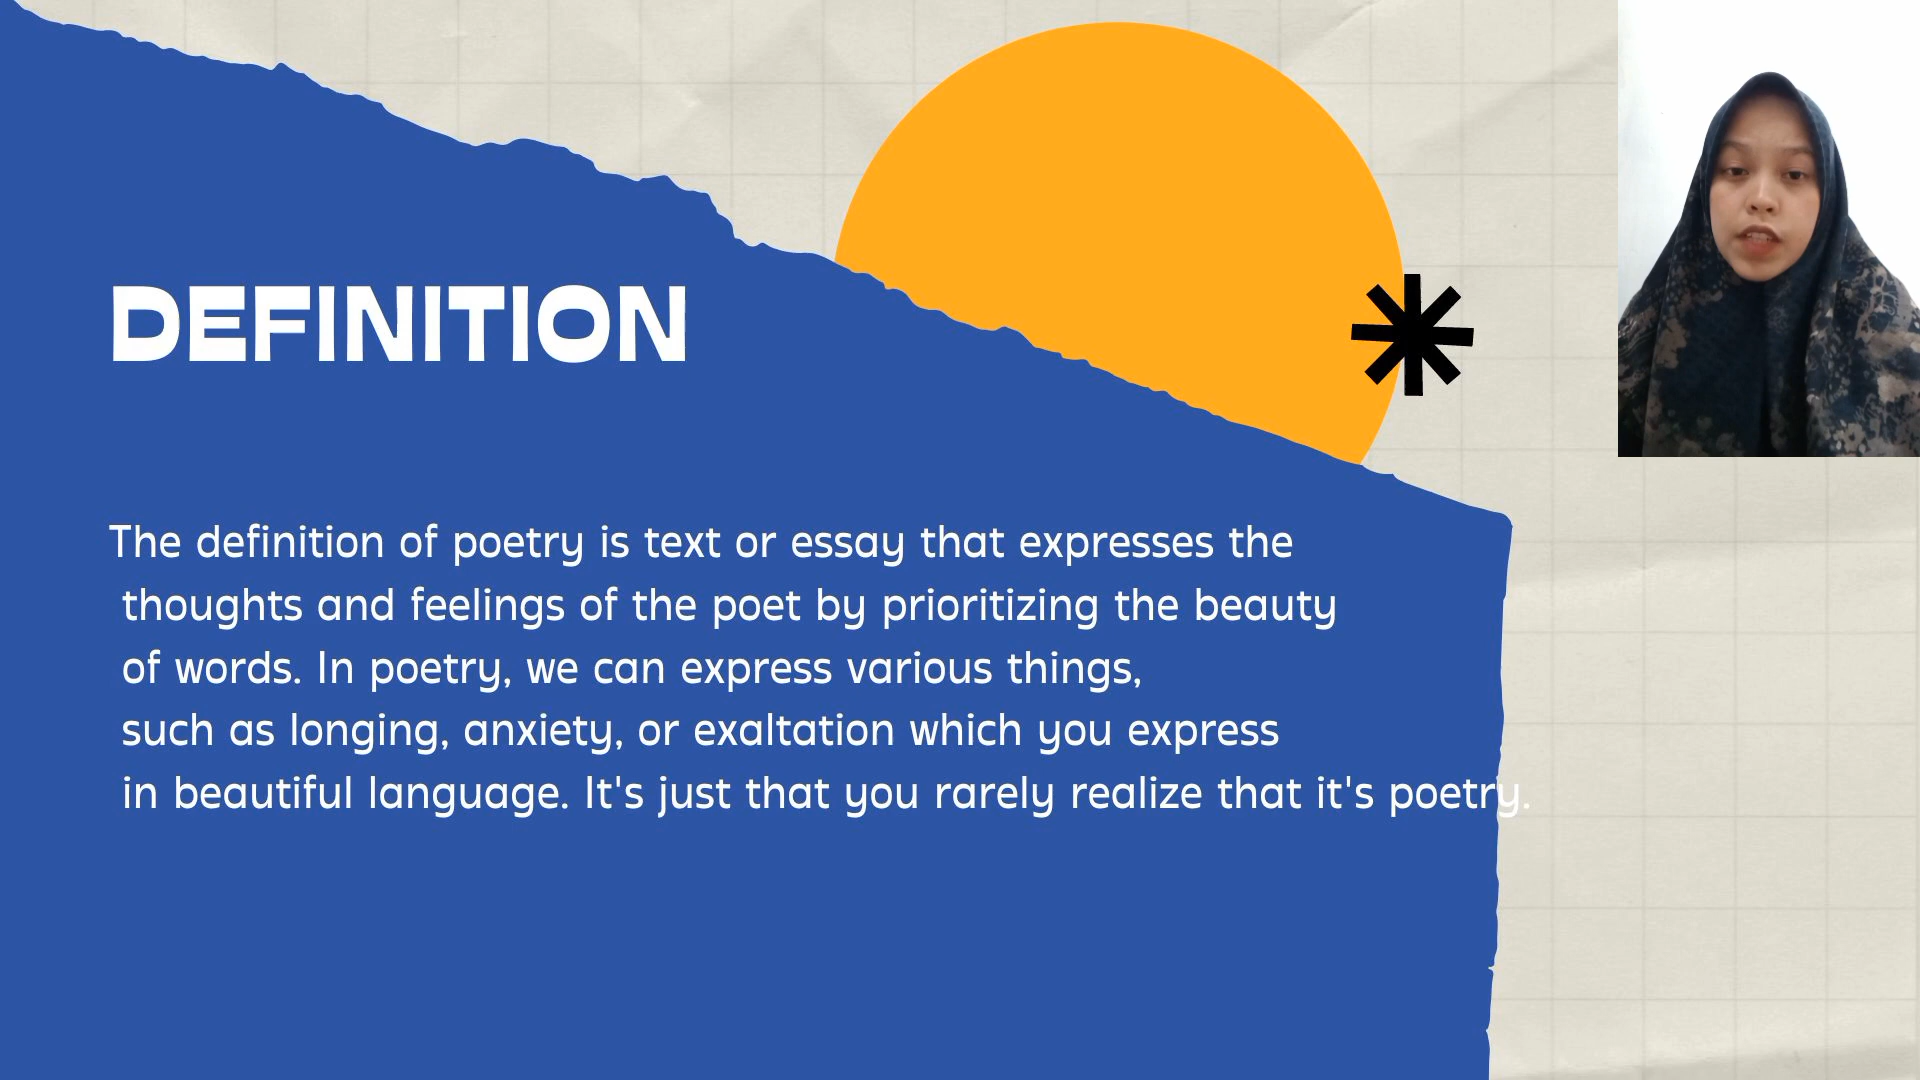 DEFINITION
The definition of poetry is text or essay that expresses the
thoughts and feelings of the poet by prioritizing the beauty
of words. In poetry, we can express various things,
such as longing, anxiety, or exaltation which you express
in beautiful language. It's just that you rarely realize that it's poetry.